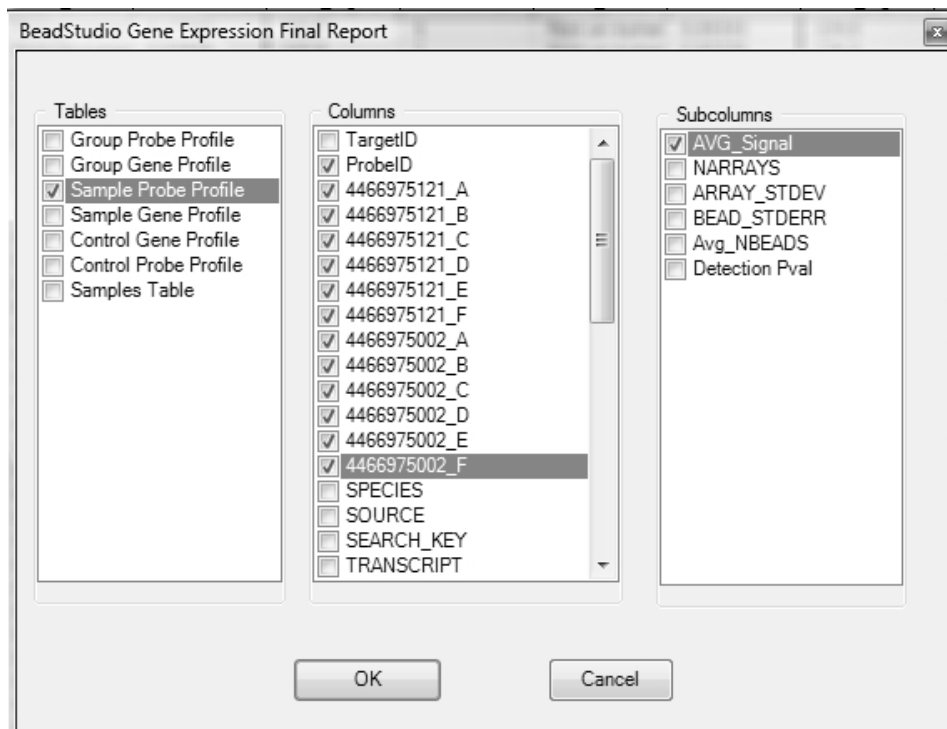 BeadStudio Gene Expression Final Report
x
Tables
Group Probe Profile
Group Gene Profile
Sample Probe Profile
Sample Gene Profile
Control Gene Profile
Control Probe Profile
Samples Table
Columns
TargetID
ProbeID
4466975121_A
4466975121_B
4466975121_C
4466975121_D
4466975121_E
4466975121_F
4466975002_A
4466975002_B
4466975002_C
4466975002_D
4466975002_E
4466975002_F
SPECIES
SOURCE
SEARCH_KEY
TRANSCRIPT
Subcolumns
AVG_Signal
NARRAYS
ARRAY_STDEV
BEAD_STDERR
Avg_NBEADS
Detection Pval
OK
Cancel